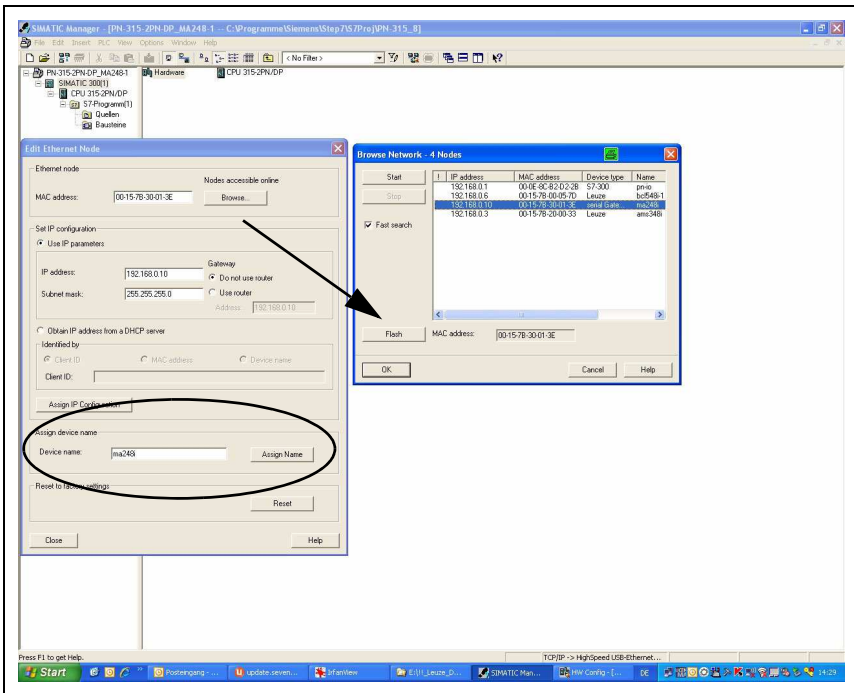 SIMATIC Manager - [PN-315-2PN-DP_MA248-1 -- C:\Programme\Siemens\Step7\S7Proj\PN-315_8]
File Edit Insert PLC View Options Window Help
< No Filter >
PN-315-2PN-DP_MA248-1
SIMATIC 300(1)
CPU 315-2PN/DP
S7-Programm(1)
Quellen
Bausteine
Hardware
CPU 315-2PN/DP
Edit Ethernet Node
Ethernet node
Nodes accessible online
MAC address:
00-15-7B-30-01-3E
Browse...
Set IP configuration
Use IP parameters
IP address:
192.168.0.10
Subnet mask:
255.255.255.0
Gateway
Do not use router
Use router
Address:
192.168.0.10
Obtain IP address from a DHCP server
Identified by
Client ID
MAC address
Device name
Client ID:
Assign IP Configuration
Assign device name
Device name:
ma248i
Assign Name
Reset to factory settings
Reset
Close
Help
Browse Network - 4 Nodes
Start
Stop
Fast search
! IP address MAC address Device type Name
192.168.0.1 00-0E-8C-B2-D2-2B S7-300 pn-io
192.168.0.6 00-15-7B-00-05-7D Leuze bcl548i-1
192.168.0.10 00-15-7B-30-01-3E serial Gate... ma248i
192.168.0.3 00-15-7B-20-00-33 Leuze ams348i
Flash
MAC address:
00-15-7B-30-01-3E
OK
Cancel
Help
Press F1 to get Help.
TCP/IP -> HighSpeed USB-Ethernet...
Start
Posteingang - ...
update.seven...
IrfanView
E:\!!_Leuze_D...
SIMATIC Man...
HW Config - [...
DE
14:29